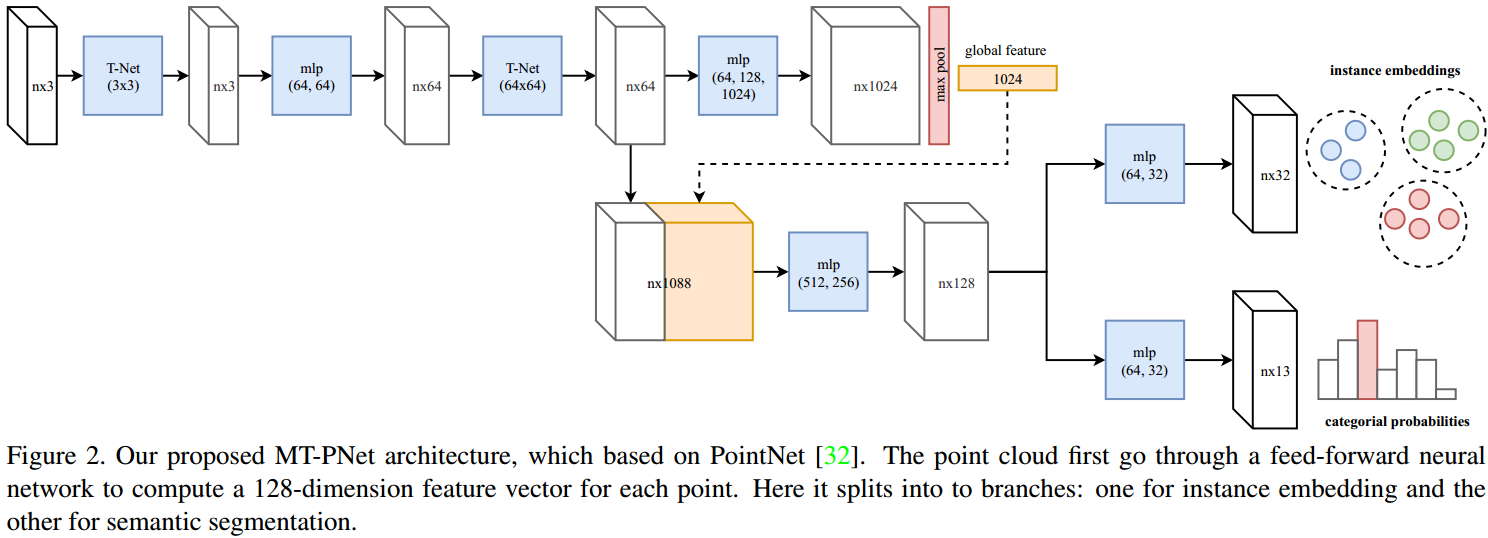 nx3
T-Net
(3x3)
nx3
mlp
(64, 64)
nx64
T-Net
(64x64)
nx64
mlp
(64, 128,
1024)
nx1024
max pool
global feature
1024
nx1088
mlp
(512, 256)
nx128
mlp
(64, 32)
nx32
instance embeddings
mlp
(64, 32)
nx13
categorial probabilities
Figure 2. Our proposed MT-PNet architecture, which based on PointNet [32]. The point cloud first go through a feed-forward neural
network to compute a 128-dimension feature vector for each point. Here it splits into to branches: one for instance embedding and the
other for semantic segmentation.